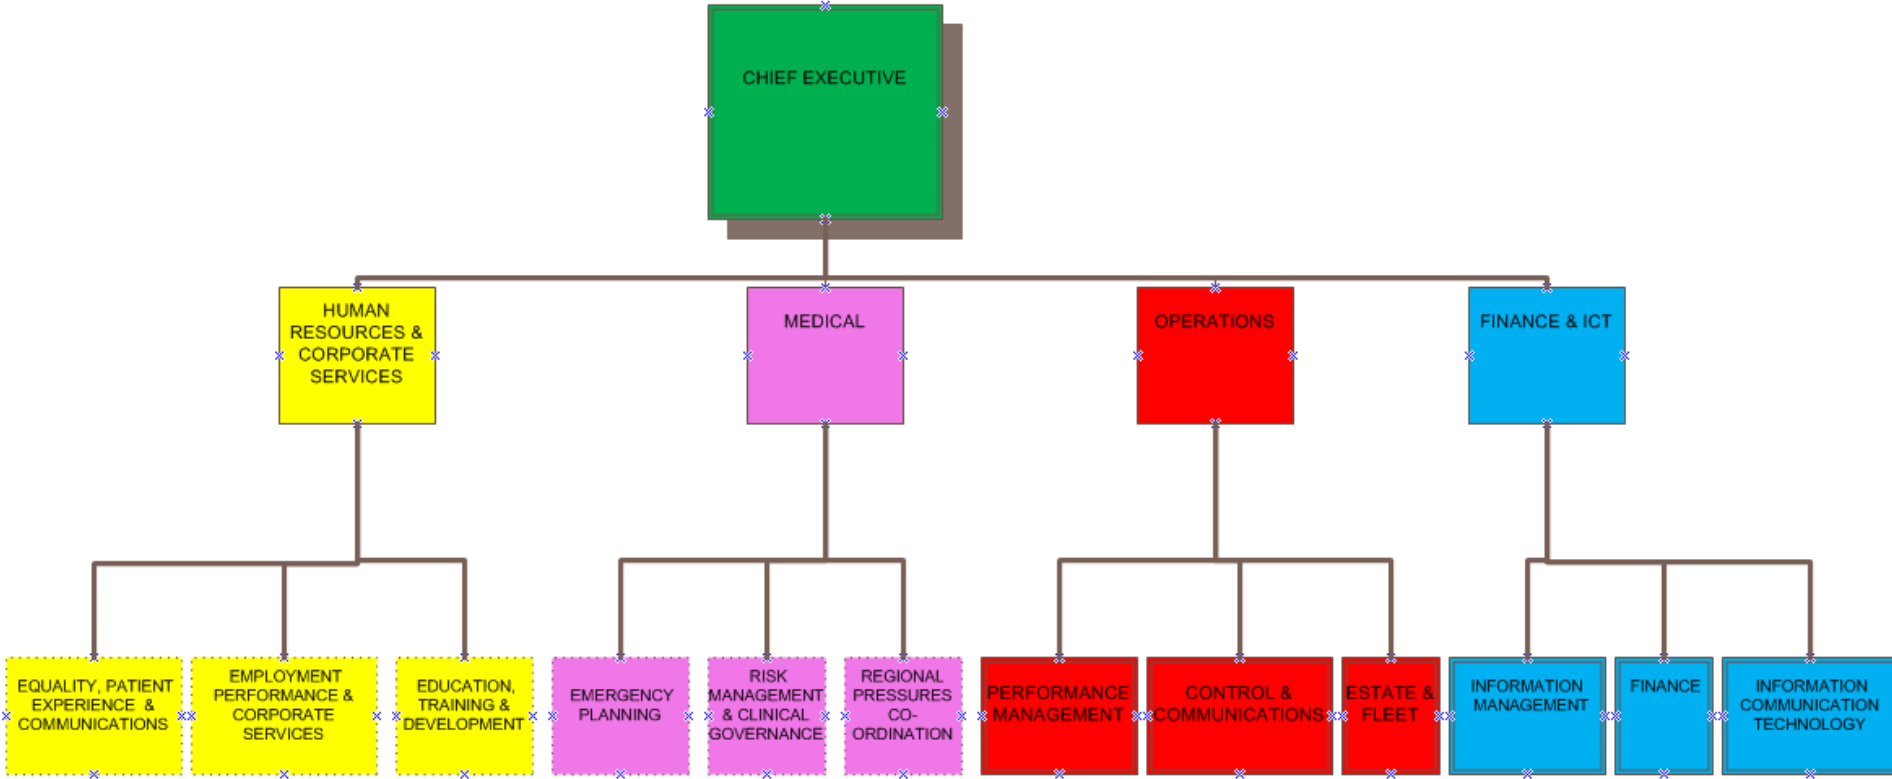 CHIEF EXECUTIVE
HUMAN
RESOURCES &
CORPORATE
SERVICES
MEDICAL
OPERATIONS
FINANCE & ICT
EQUALITY, PATIENT
EXPERIENCE &
COMMUNICATIONS
EMPLOYMENT
PERFORMANCE &
CORPORATE
SERVICES
EDUCATION,
TRAINING &
DEVELOPMENT
EMERGENCY
PLANNING
RISK
MANAGEMENT
& CLINICAL
GOVERNANCE
REGIONAL
PRESSURES
CO-
ORDINATION
PERFORMANCE
MANAGEMENT
CONTROL &
COMMUNICATIONS
ESTATE &
FLEET
INFORMATION
MANAGEMENT
FINANCE
INFORMATION
COMMUNICATION
TECHNOLOGY